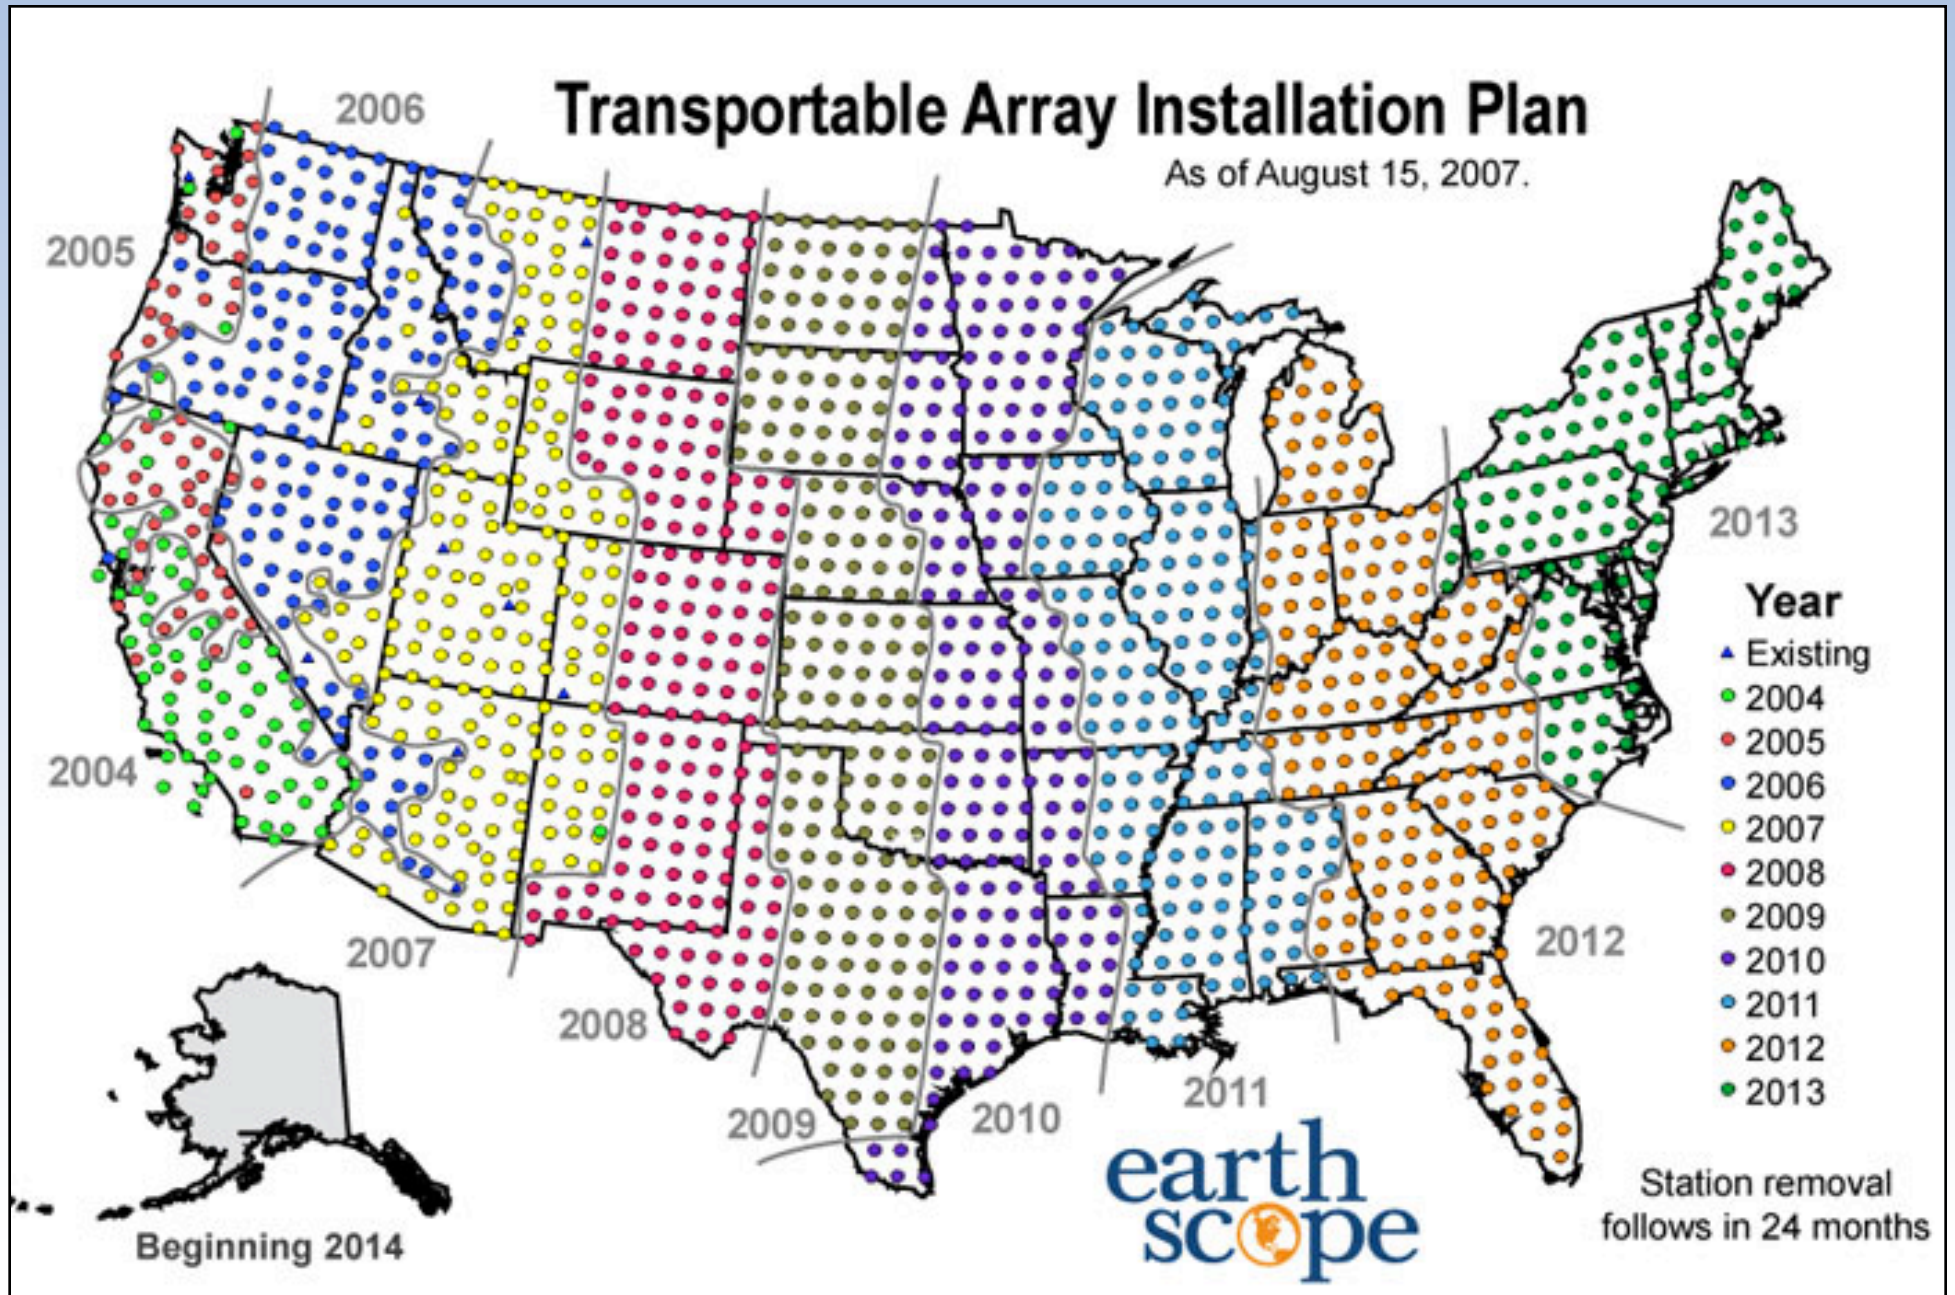 Transportable Array Installation Plan
As of August 15, 2007.
2006
2005
2004
2007
2008
2009
2010
2011
2012
2013
Year
Existing
2004
2005
2006
2007
2008
2009
2010
2011
2012
2013
Beginning 2014
earth
scope
Station removal
follows in 24 months